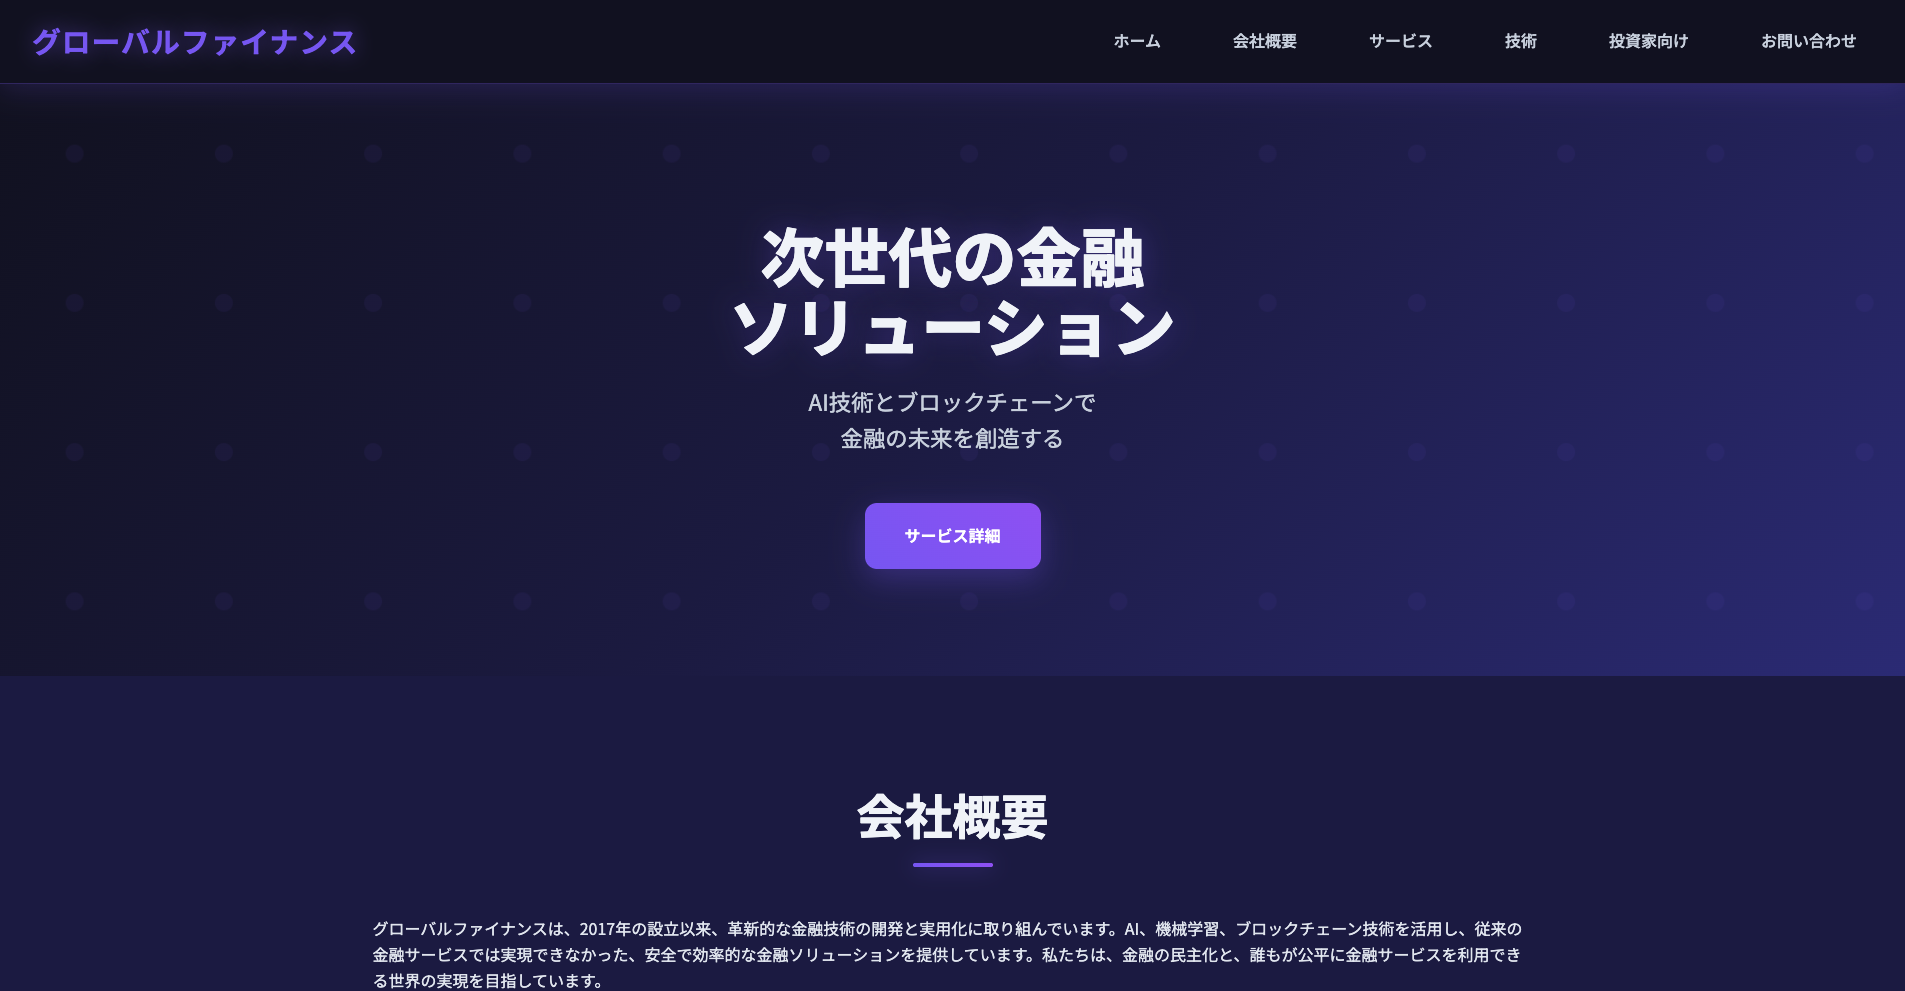 グローバルファイナンス
ホーム 会社概要 サービス 技術 投資家向け お問い合わせ
次世代の金融
ソリューション
AI技術とブロックチェーンで
金融の未来を創造する
サービス詳細
会社概要
グローバルファイナンスは、2017年の設立以来、革新的な金融技術の開発と実用化に取り組んでいます。AI、機械学習、ブロックチェーン技術を活用し、従来の
金融サービスでは実現できなかった、安全で効率的な金融ソリューションを提供しています。私たちは、金融の民主化と、誰もが公平に金融サービスを利用でき
る世界の実現を目指しています。